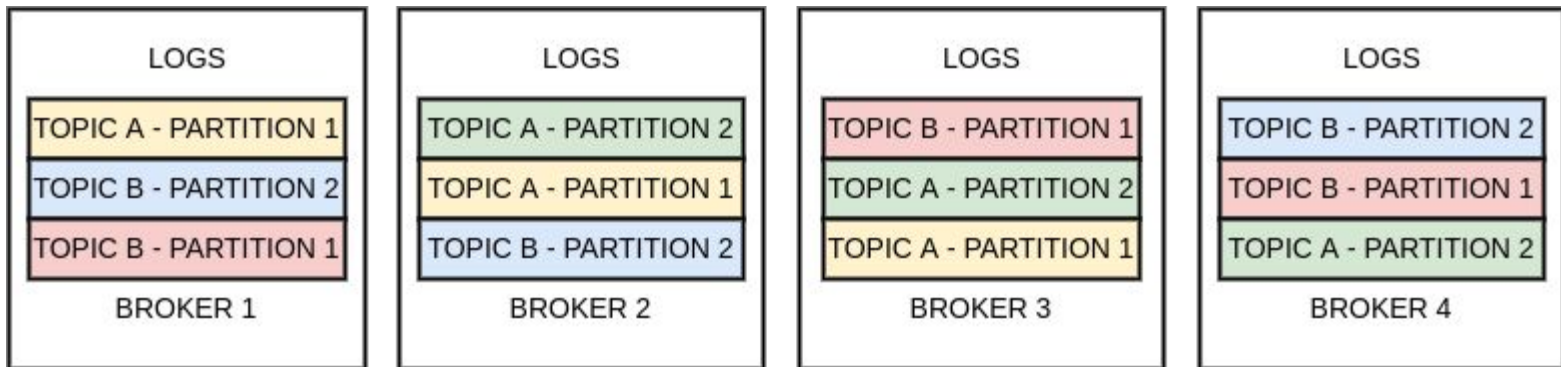 LOGS
TOPIC A - PARTITION 1
TOPIC B - PARTITION 2
TOPIC B - PARTITION 1
BROKER 1
LOGS
TOPIC A - PARTITION 2
TOPIC A - PARTITION 1
TOPIC B - PARTITION 2
BROKER 2
LOGS
TOPIC B - PARTITION 1
TOPIC A - PARTITION 2
TOPIC A - PARTITION 1
BROKER 3
LOGS
TOPIC B - PARTITION 2
TOPIC B - PARTITION 1
TOPIC A - PARTITION 2
BROKER 4